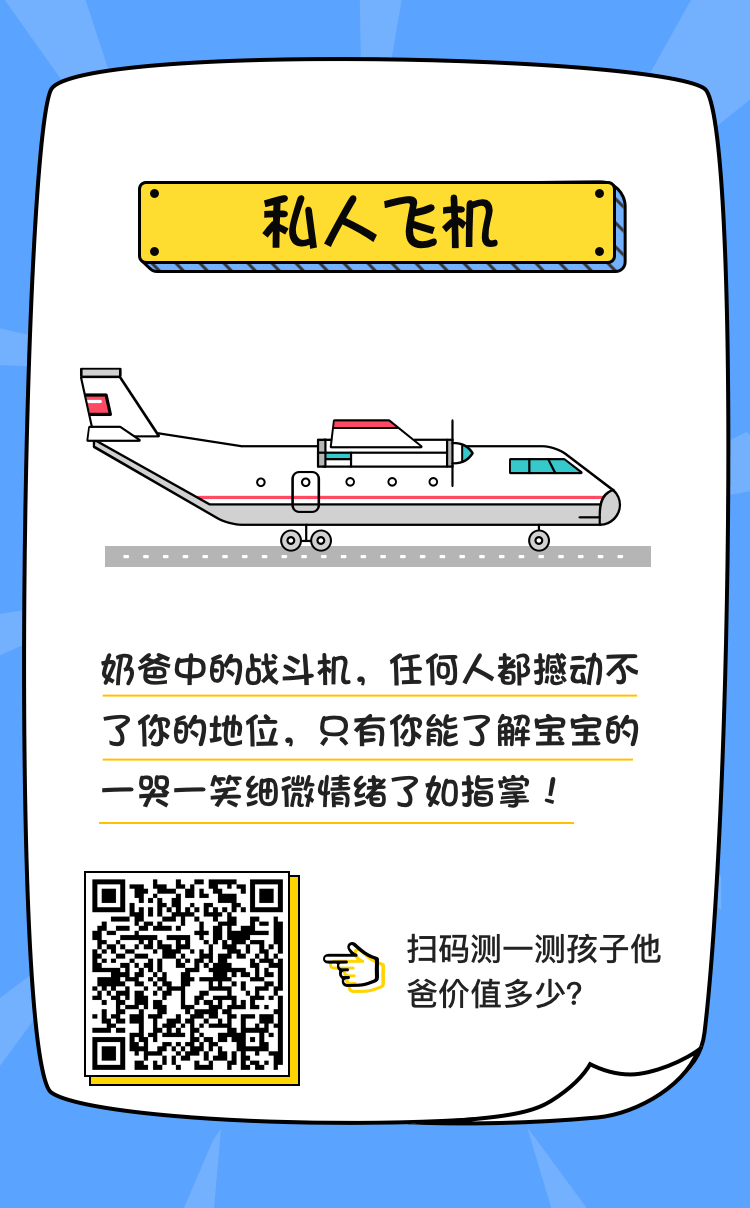 私人飞机
奶爸中的战斗机，任何人都撼动不
了你的地位，只有你能了解宝宝的
一哭一笑细微情绪了如指掌！
扫码测一测孩子他
爸价值多少？